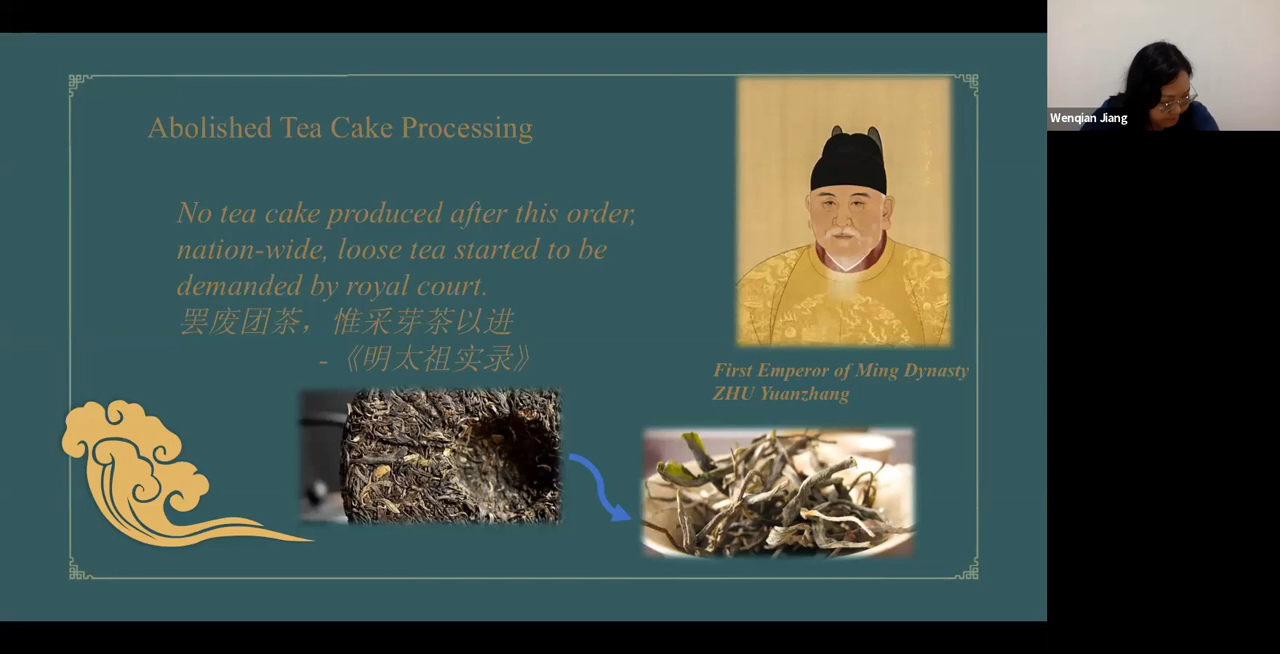 Abolished Tea Cake Processing
No tea cake produced after this order,
nation-wide, loose tea started to be
demanded by royal court.
罢废团茶，惟采芽茶以进
-《明太祖实录》
First Emperor of Ming Dynasty
ZHU Yuanzhang
Wenqian Jiang